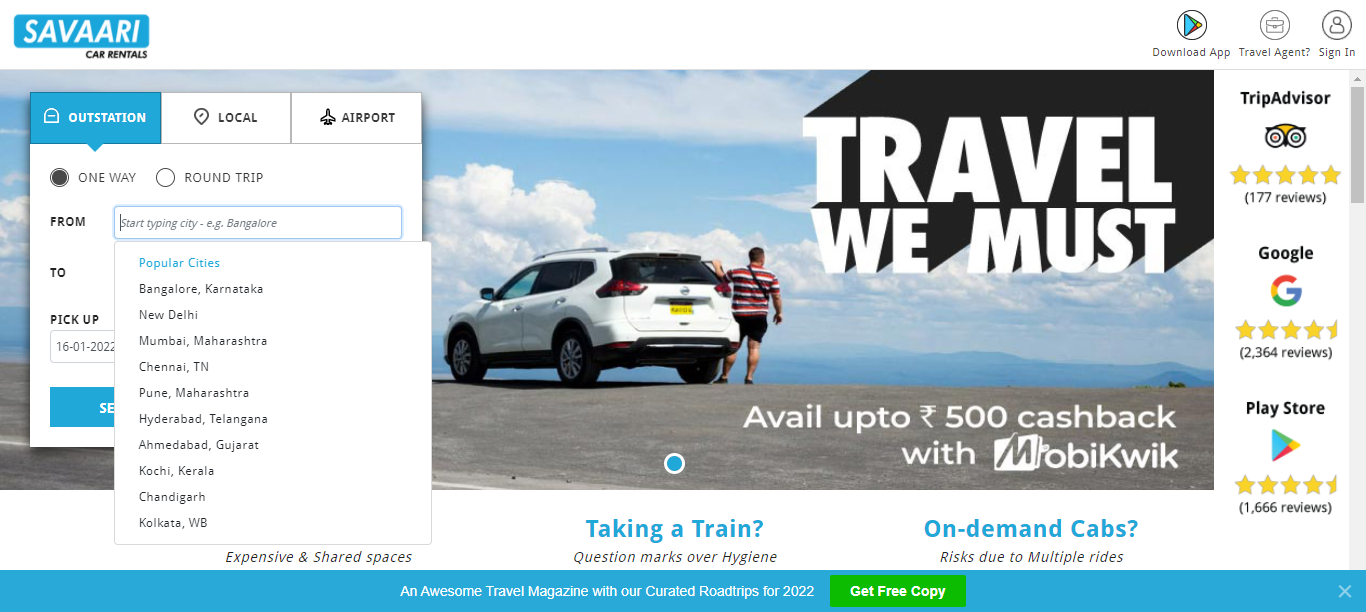 SAVAARI
CAR RENTALS
Download App
Travel Agent?
Sign In
OUTSTATION
LOCAL
AIRPORT
ONE WAY
ROUND TRIP
FROM
Start typing city - e.g. Bangalore
TO
PICK UP
16-01-2022
SE
Popular Cities
Bangalore, Karnataka
New Delhi
Mumbai, Maharashtra
Chennai, TN
Pune, Maharashtra
Hyderabad, Telangana
Ahmedabad, Gujarat
Kochi, Kerala
Chandigarh
Kolkata, WB
TRAVEL
WE MUST
Avail upto ₹ 500 cashback
with MobiKwik
TripAdvisor
(177 reviews)
Google
(2,364 reviews)
Play Store
(1,666 reviews)
Expensive & Shared spaces
Taking a Train?
Question marks over Hygiene
On-demand Cabs?
Risks due to Multiple rides
An Awesome Travel Magazine with our Curated Roadtrips for 2022
Get Free Copy